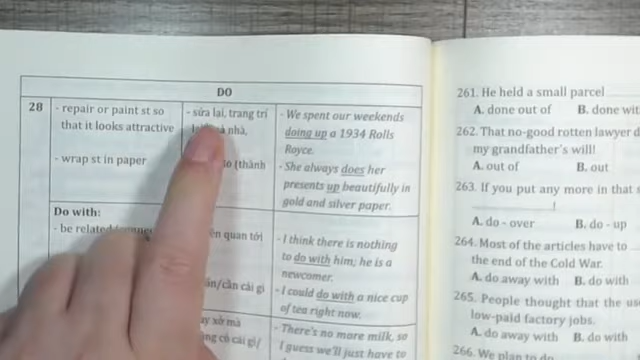 DO
28
- repair or paint st so
that it looks attractive
- wrap st in paper
Do with:
- be related
- sửa lại, trang trí
nhà,
(thành
quan tới
cần cái gì
xử mà
có cái gì/
- We spent our weekends
doing up a 1934 Rolls
Royce.
- She always does her
presents up beautifully in
gold and silver paper.
- I think there is nothing
to do with him; he is a
newcomer.
- I could do with a nice cup
of tea right now.
- There's no more milk, so
I guess we'll just have to
261. He held a small parcel
A. done out of B. done wit
262. That no-good rotten lawyer d
my grandfather's will!
A. out of B. out
263. If you put any more in that s
!
A. do - over B. do - up
264. Most of the articles have to
the end of the Cold War.
A. do away with B. do with
265. People thought that the us
low-paid factory jobs.
A. do away with B. do with
266. We plan to do